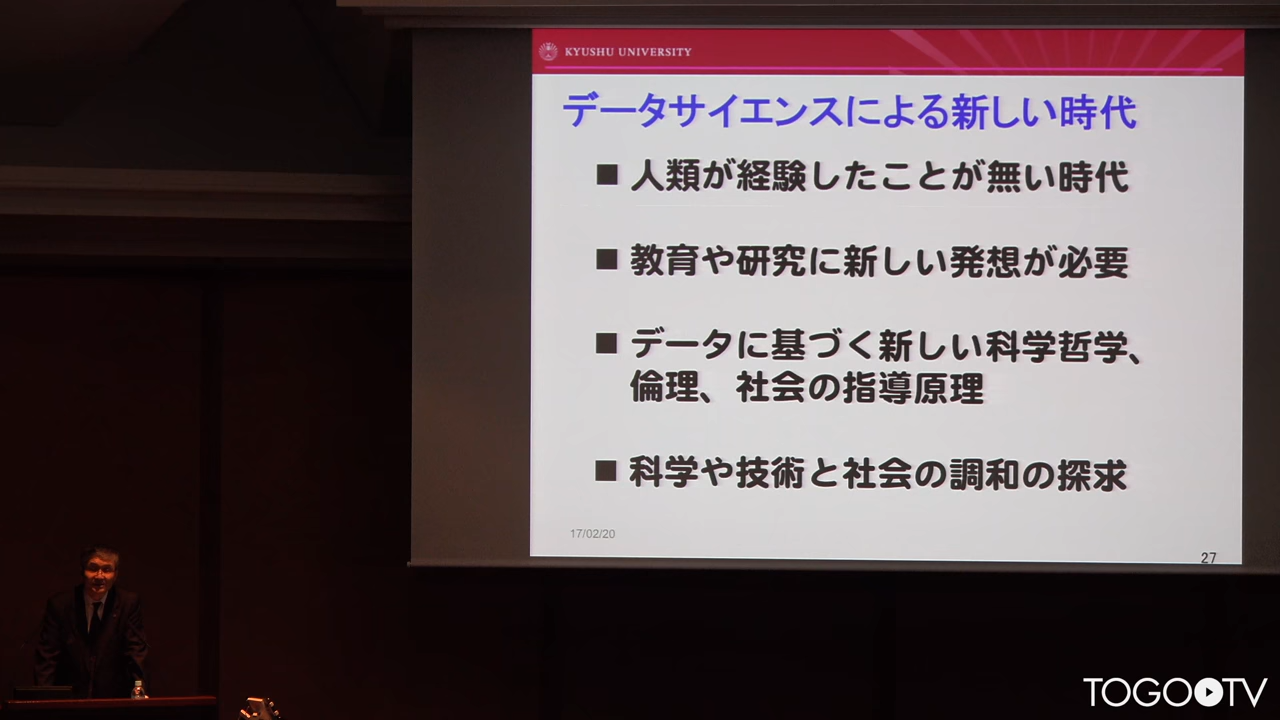 KYUSHU UNIVERSITY
データサイエンスによる新しい時代
■ 人類が経験したことが無い時代
■ 教育や研究に新しい発想が必要
■ データに基づく新しい科学哲学、
倫理、社会の指導原理
■ 科学や技術と社会の調和の探求
17/02/20
27
TOGO TV